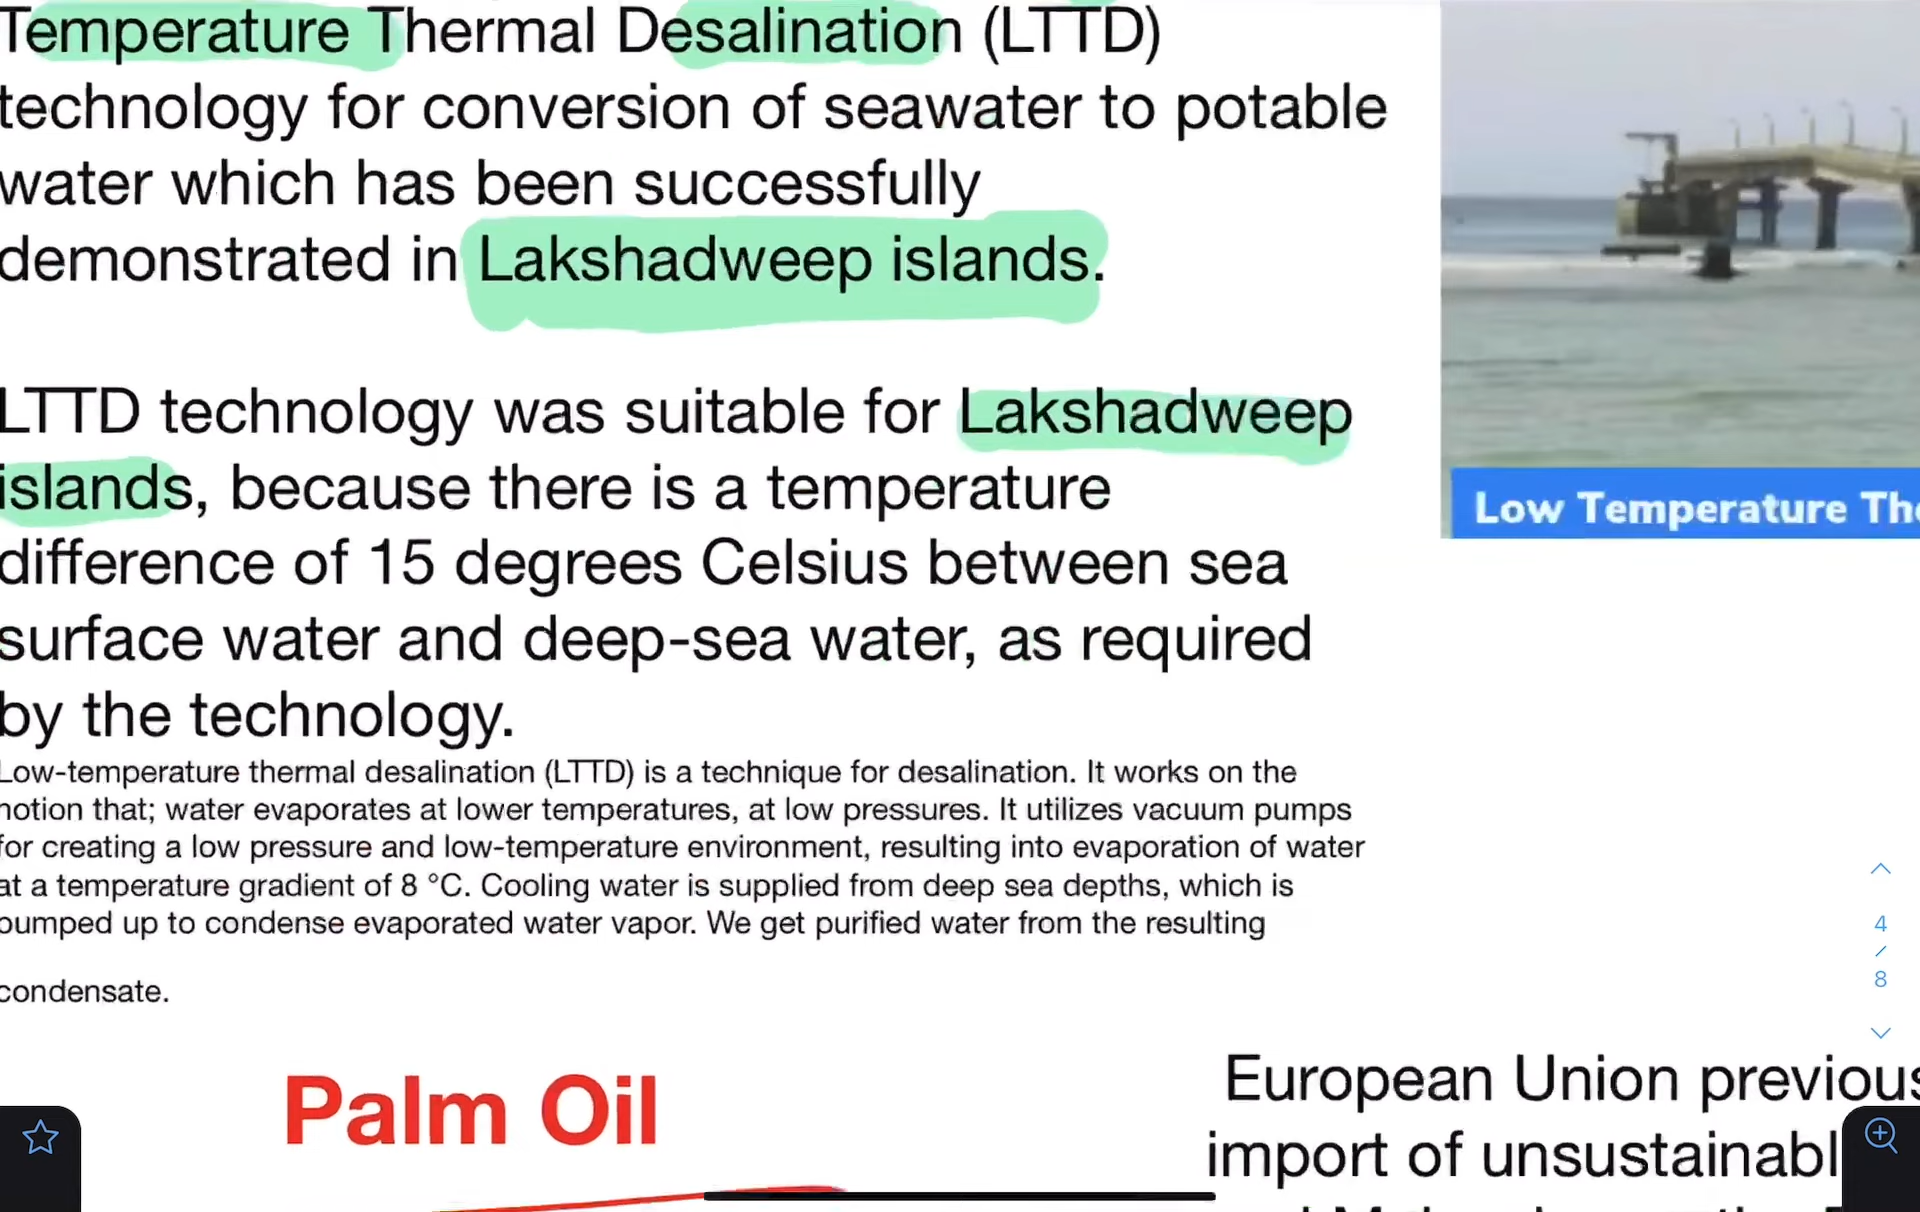 Temperature Thermal Desalination (LTTD)
technology for conversion of seawater to potable
water which has been successfully
demonstrated in Lakshadweep islands.
LTTD technology was suitable for Lakshadweep
islands, because there is a temperature
difference of 15 degrees Celsius between sea
surface water and deep-sea water, as required
by the technology.
Low-temperature thermal desalination (LTTD) is a technique for desalination. It works on the
notion that; water evaporates at lower temperatures, at low pressures. It utilizes vacuum pumps
for creating a low pressure and low-temperature environment, resulting into evaporation of water
at a temperature gradient of 8 °C. Cooling water is supplied from deep sea depths, which is
pumped up to condense evaporated water vapor. We get purified water from the resulting
condensate.
Low Temperature The
Palm Oil
European Union previous
import of unsustainabl
4
/
8